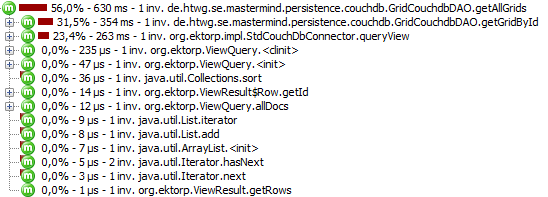 56,0% - 630 ms - 1 inv. de.htwg.se.mastermind.persistence.couchdb.GridCouchdbDAO.getAllGrids
31,5% - 354 ms - 1 inv. de.htwg.se.mastermind.persistence.couchdb.GridCouchdbDAO.getGridById
23,4% - 263 ms - 1 inv. org.ektorp.impl.StdCouchDbConnector.queryView
0,0% - 235 µs - 1 inv. org.ektorp.ViewQuery.<clinit>
0,0% - 47 µs - 1 inv. org.ektorp.ViewQuery.<init>
0,0% - 36 µs - 1 inv. java.util.Collections.sort
0,0% - 14 µs - 1 inv. org.ektorp.ViewResult$Row.getId
0,0% - 12 µs - 1 inv. org.ektorp.ViewQuery.allDocs
0,0% - 9 µs - 1 inv. java.util.List.iterator
0,0% - 8 µs - 1 inv. java.util.List.add
0,0% - 7 µs - 1 inv. java.util.ArrayList.<init>
0,0% - 5 µs - 2 inv. java.util.Iterator.hasNext
0,0% - 3 µs - 1 inv. java.util.Iterator.next
0,0% - 1 µs - 1 inv. org.ektorp.ViewResult.getRows